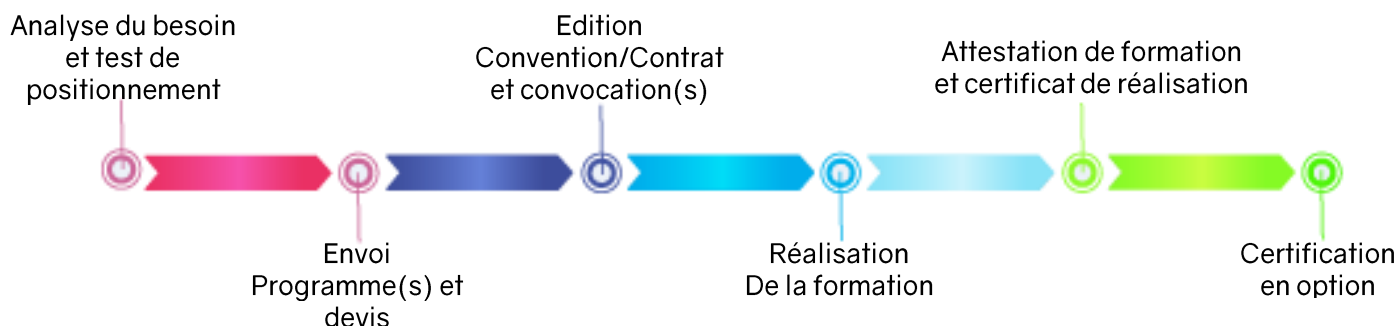 Analyse du besoin
et test de
positionnement
Envoi
Programme(s) et
devis
Edition
Convention/Contrat
et convocation(s)
Réalisation
De la formation
Attestation de formation
et certificat de réalisation
Certification
en option